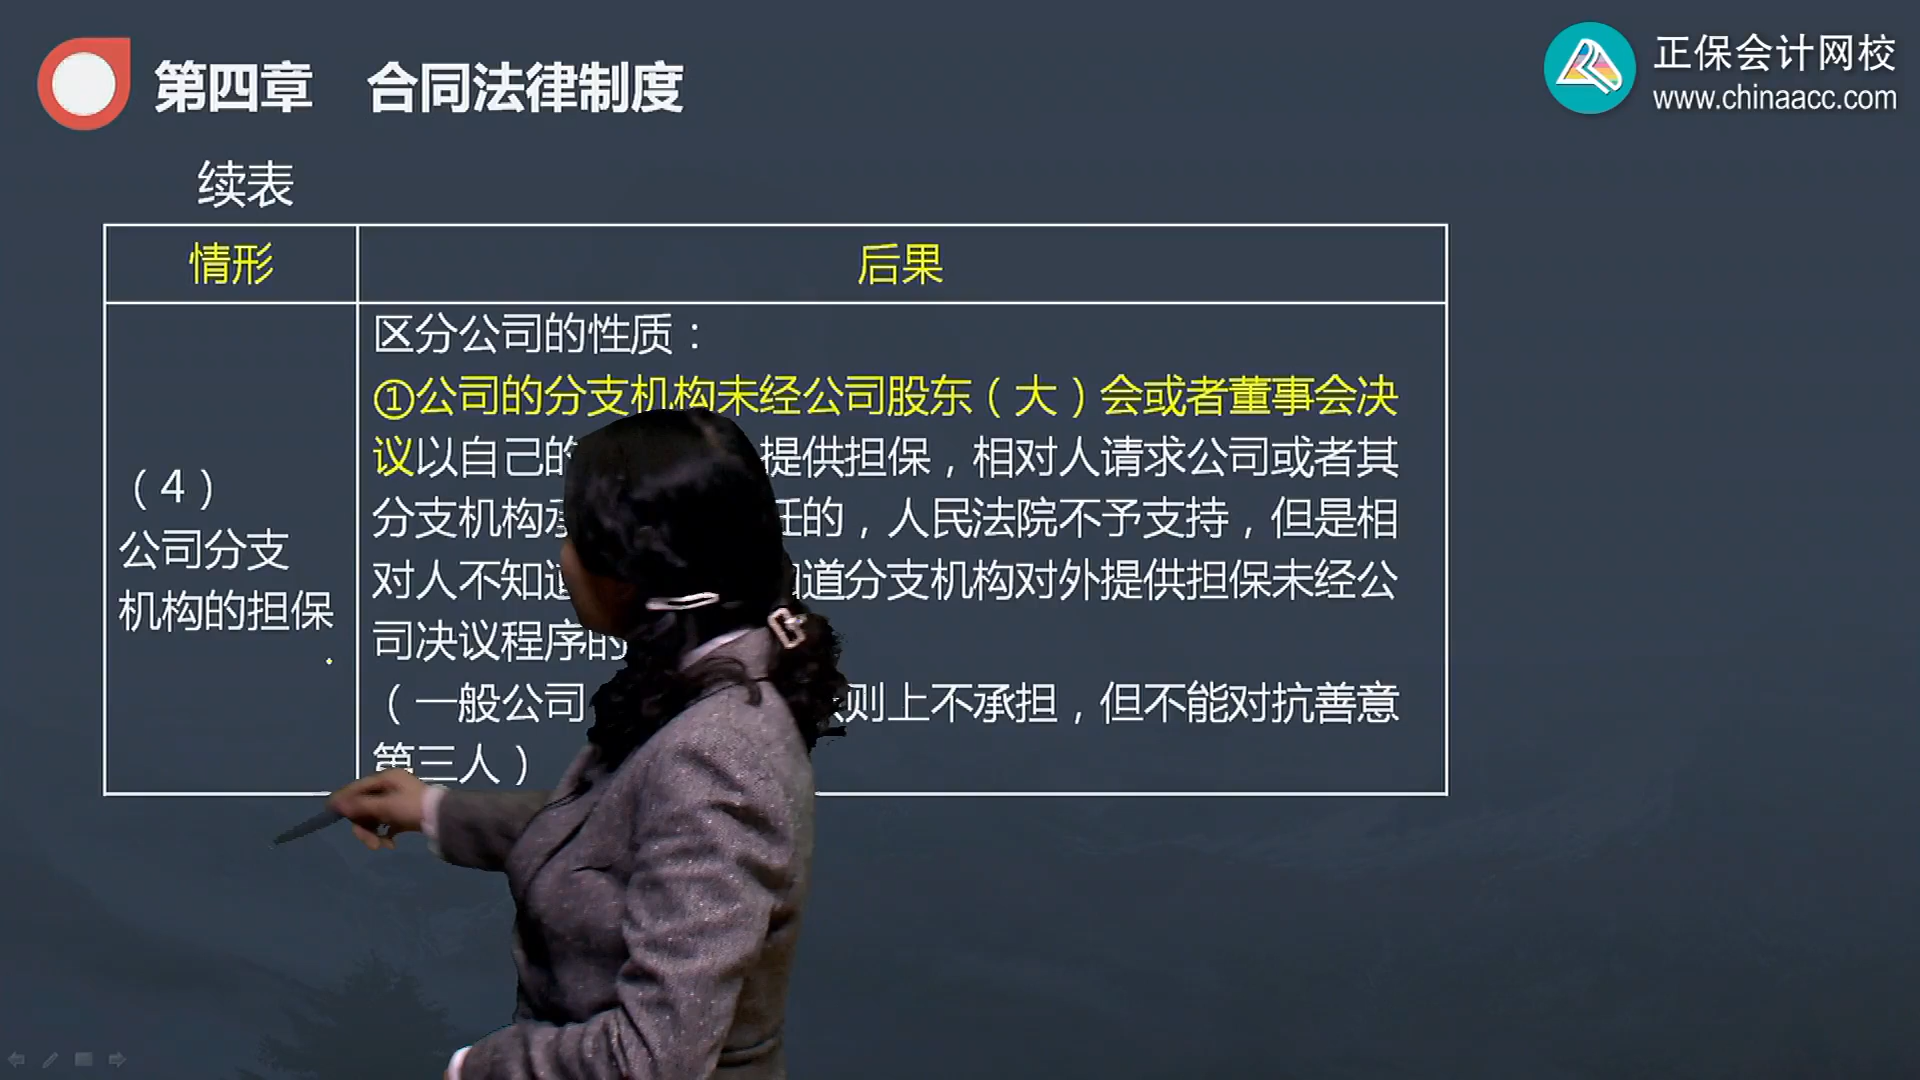 第四章 合同法律制度
正保会计网校
www.chinaacc.com
续表
情形
后果
（4）
公司分支
机构的担保
区分公司的性质：
①公司的分支机构未经公司股东（大）会或者董事会决
议以自己的 提供担保，相对人请求公司或者其
分支机构 的，人民法院不予支持，但是相
对人不知道 道分支机构对外提供担保未经公
司决议程序的
（一般公司 则上不承担，但不能对抗善意
第三人）